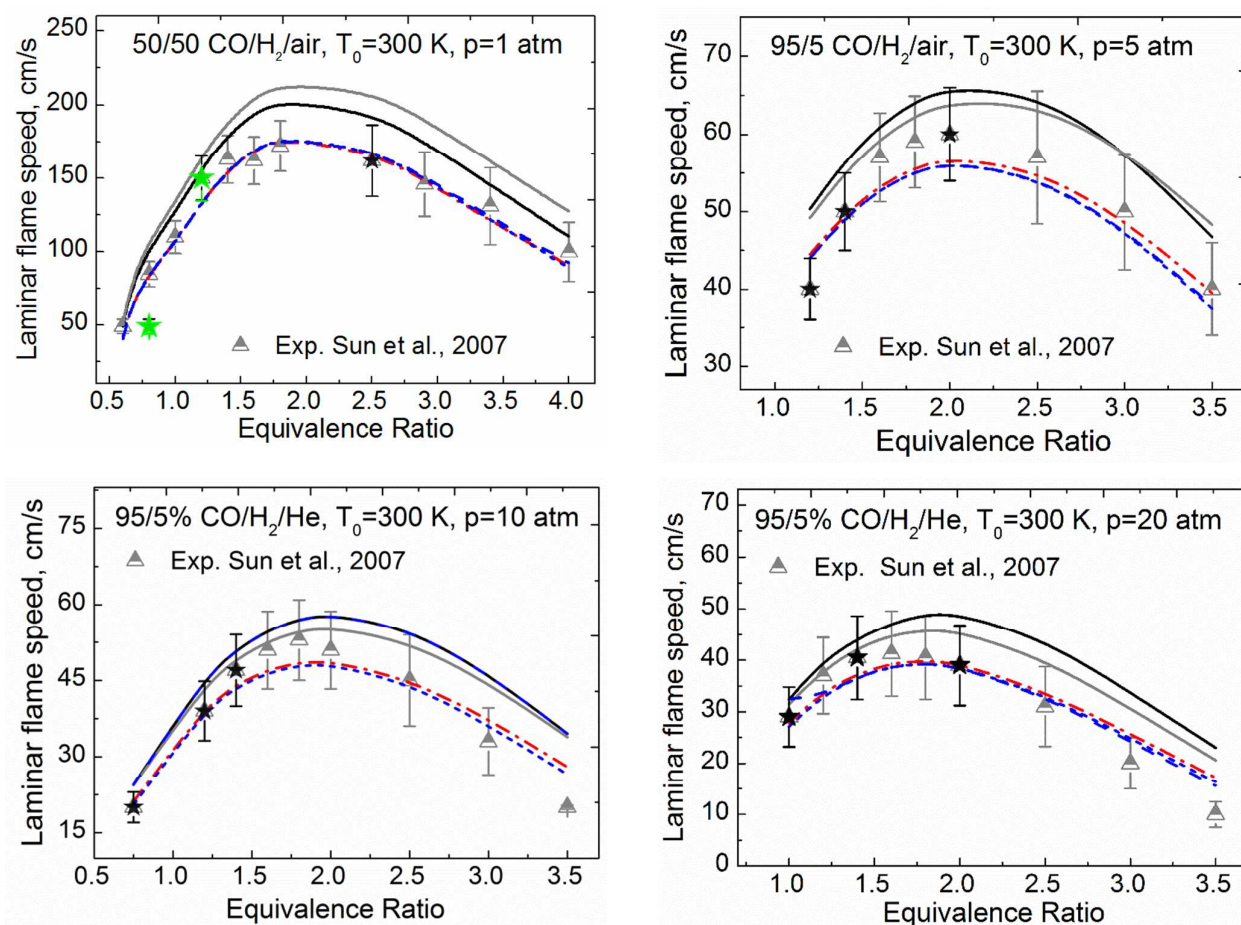 50/50 CO/H2/air, T0=300 K, p=1 atm
Laminar flame speed, cm/s
250
200
150
100
50
Exp. Sun et al., 2007
0.5 1.0 1.5 2.0 2.5 3.0 3.5 4.0
Equivalence Ratio
95/5 CO/H2/air, T0=300 K, p=5 atm
Laminar flame speed, cm/s
70
60
50
40
30
Exp. Sun et al., 2007
1.0 1.5 2.0 2.5 3.0 3.5
Equivalence Ratio
95/5% CO/H2/He, T0=300 K, p=10 atm
Exp. Sun et al., 2007
Laminar flame speed, cm/s
75
60
45
30
15
0.5 1.0 1.5 2.0 2.5 3.0 3.5
Equivalence Ratio
95/5% CO/H2/He, T0=300 K, p=20 atm
Exp. Sun et al., 2007
Laminar flame speed, cm/s
70
60
50
40
30
20
10
0
1.0 1.5 2.0 2.5 3.0 3.5
Equivalence Ratio